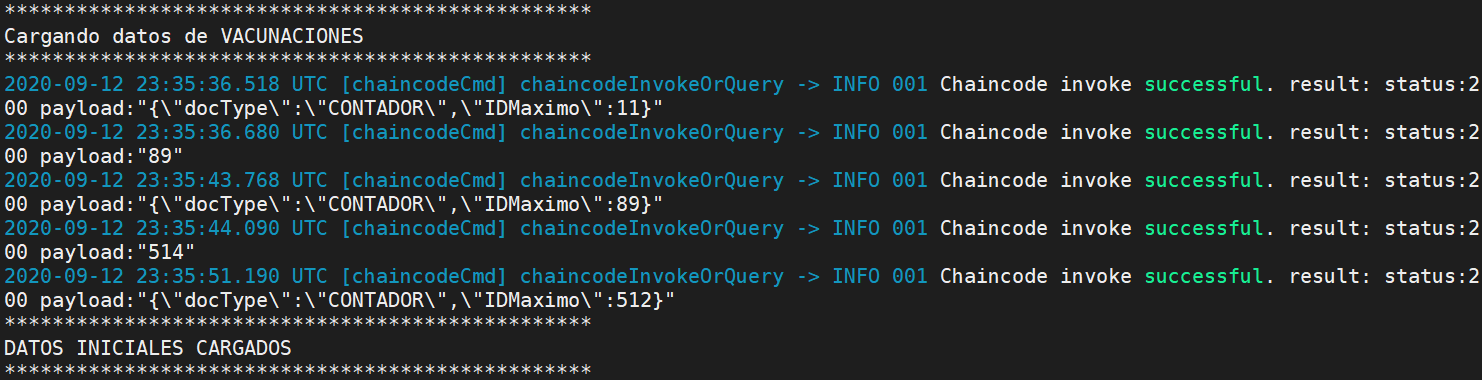 *************************************************
Cargando datos de VACUNACIONES
*************************************************
2020-09-12 23:35:36.518 UTC [chaincodeCmd] chaincodeInvokeOrQuery -> INFO 001 Chaincode invoke successful. result: status:2
00 payload:"{\"docType\":\"CONTADOR\",\"IDMaximo\":11}"
2020-09-12 23:35:36.680 UTC [chaincodeCmd] chaincodeInvokeOrQuery -> INFO 001 Chaincode invoke successful. result: status:2
00 payload:"89"
2020-09-12 23:35:43.768 UTC [chaincodeCmd] chaincodeInvokeOrQuery -> INFO 001 Chaincode invoke successful. result: status:2
00 payload:"{\"docType\":\"CONTADOR\",\"IDMaximo\":89}"
2020-09-12 23:35:44.090 UTC [chaincodeCmd] chaincodeInvokeOrQuery -> INFO 001 Chaincode invoke successful. result: status:2
00 payload:"514"
2020-09-12 23:35:51.190 UTC [chaincodeCmd] chaincodeInvokeOrQuery -> INFO 001 Chaincode invoke successful. result: status:2
00 payload:"{\"docType\":\"CONTADOR\",\"IDMaximo\":512}"
*************************************************
DATOS INICIALES CARGADOS
*************************************************